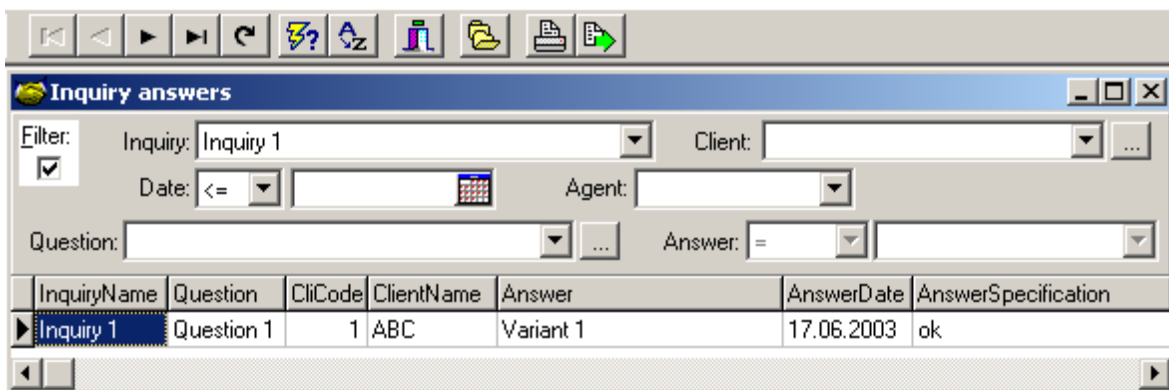 Inquiry answers
Filter: Inquiry: Inquiry 1 Client: ...
Date: <= Agent:
Question: ... Answer: =
InquiryName Question CliCode ClientName Answer AnswerDate AnswerSpecification
Inquiry 1 Question 1 1 ABC Variant 1 17.06.2003 ok